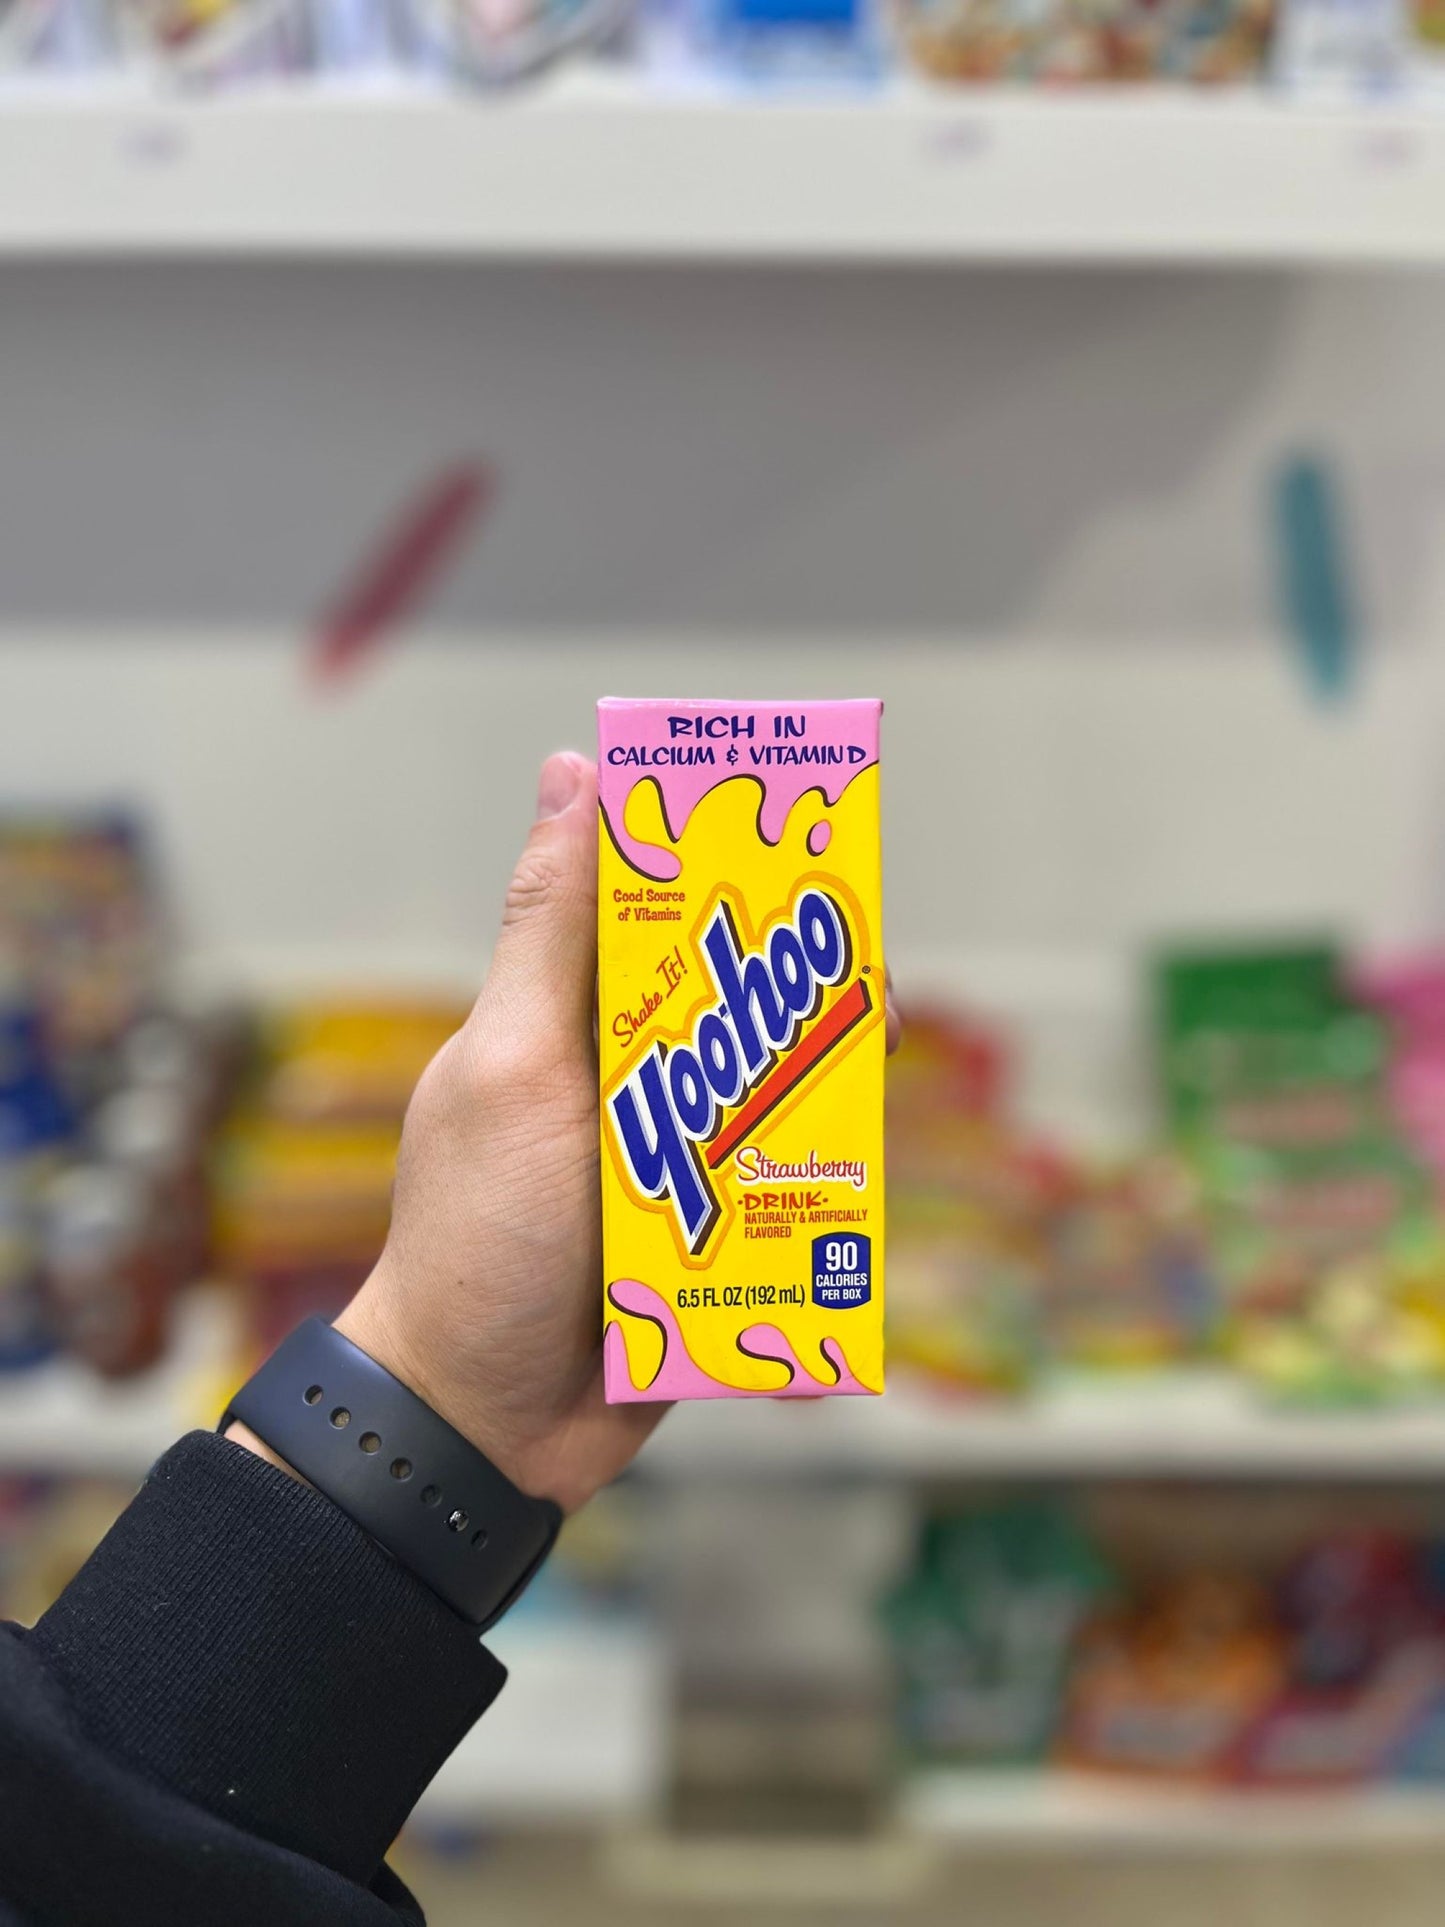 RICH IN
CALCIUM & VITAMIN D
Good Source
of Vitamins
Shake It!
Yoo-hoo®
Strawberry
•DRINK•
NATURALLY & ARTIFICIALLY
FLAVORED
90
CALORIES
PER BOX
6.5 FL OZ (192 mL)